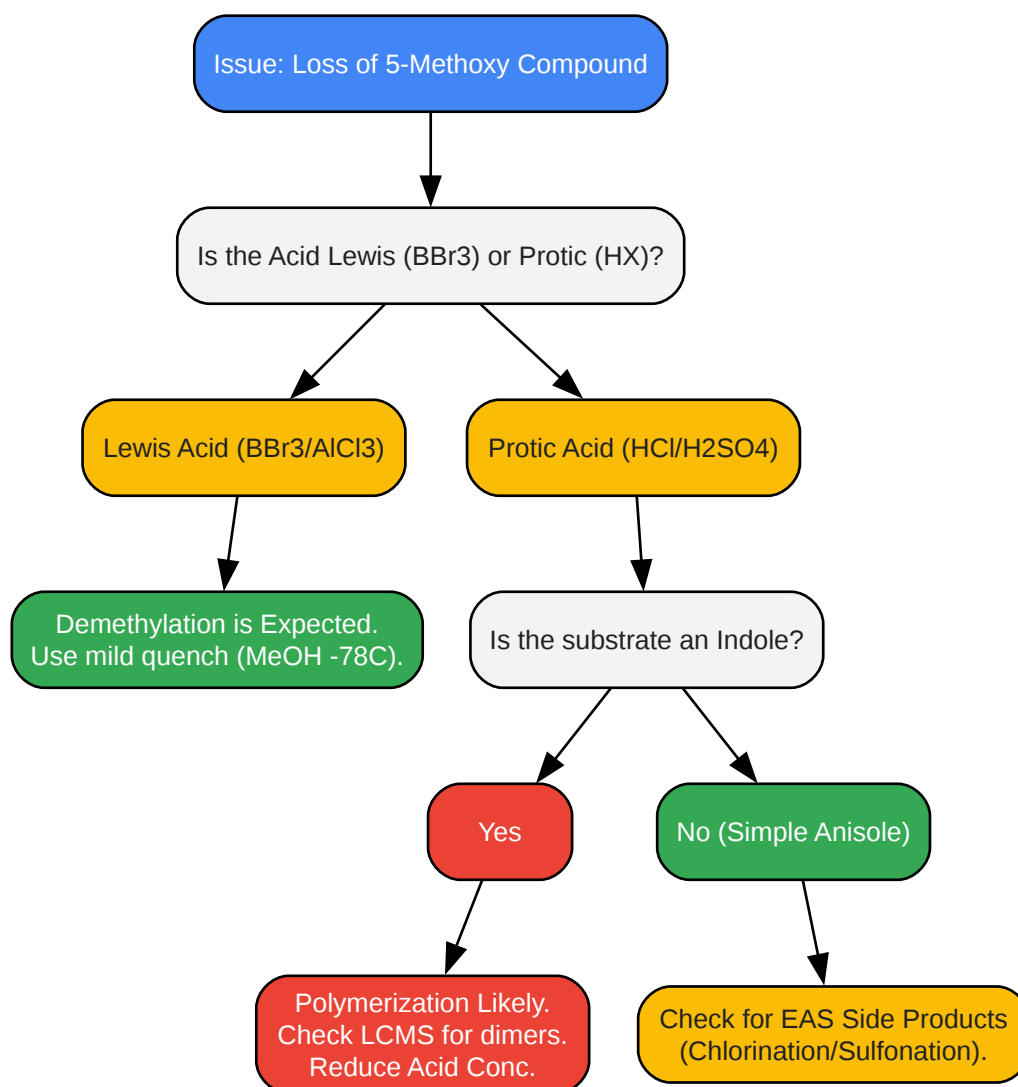 Issue: Loss of 5-Methoxy Compound
Is the Acid Lewis (BBr3) or Protic (HX)?
Lewis Acid (BBr3/AlCl3)
Protic Acid (HCl/H2SO4)
Demethylation is Expected.
Use mild quench (MeOH -78C).
Is the substrate an Indole?
Yes
No (Simple Anisole)
Polymerization Likely.
Check LCMS for dimers.
Reduce Acid Conc.
Check for EAS Side Products
(Chlorination/Sulfonation).